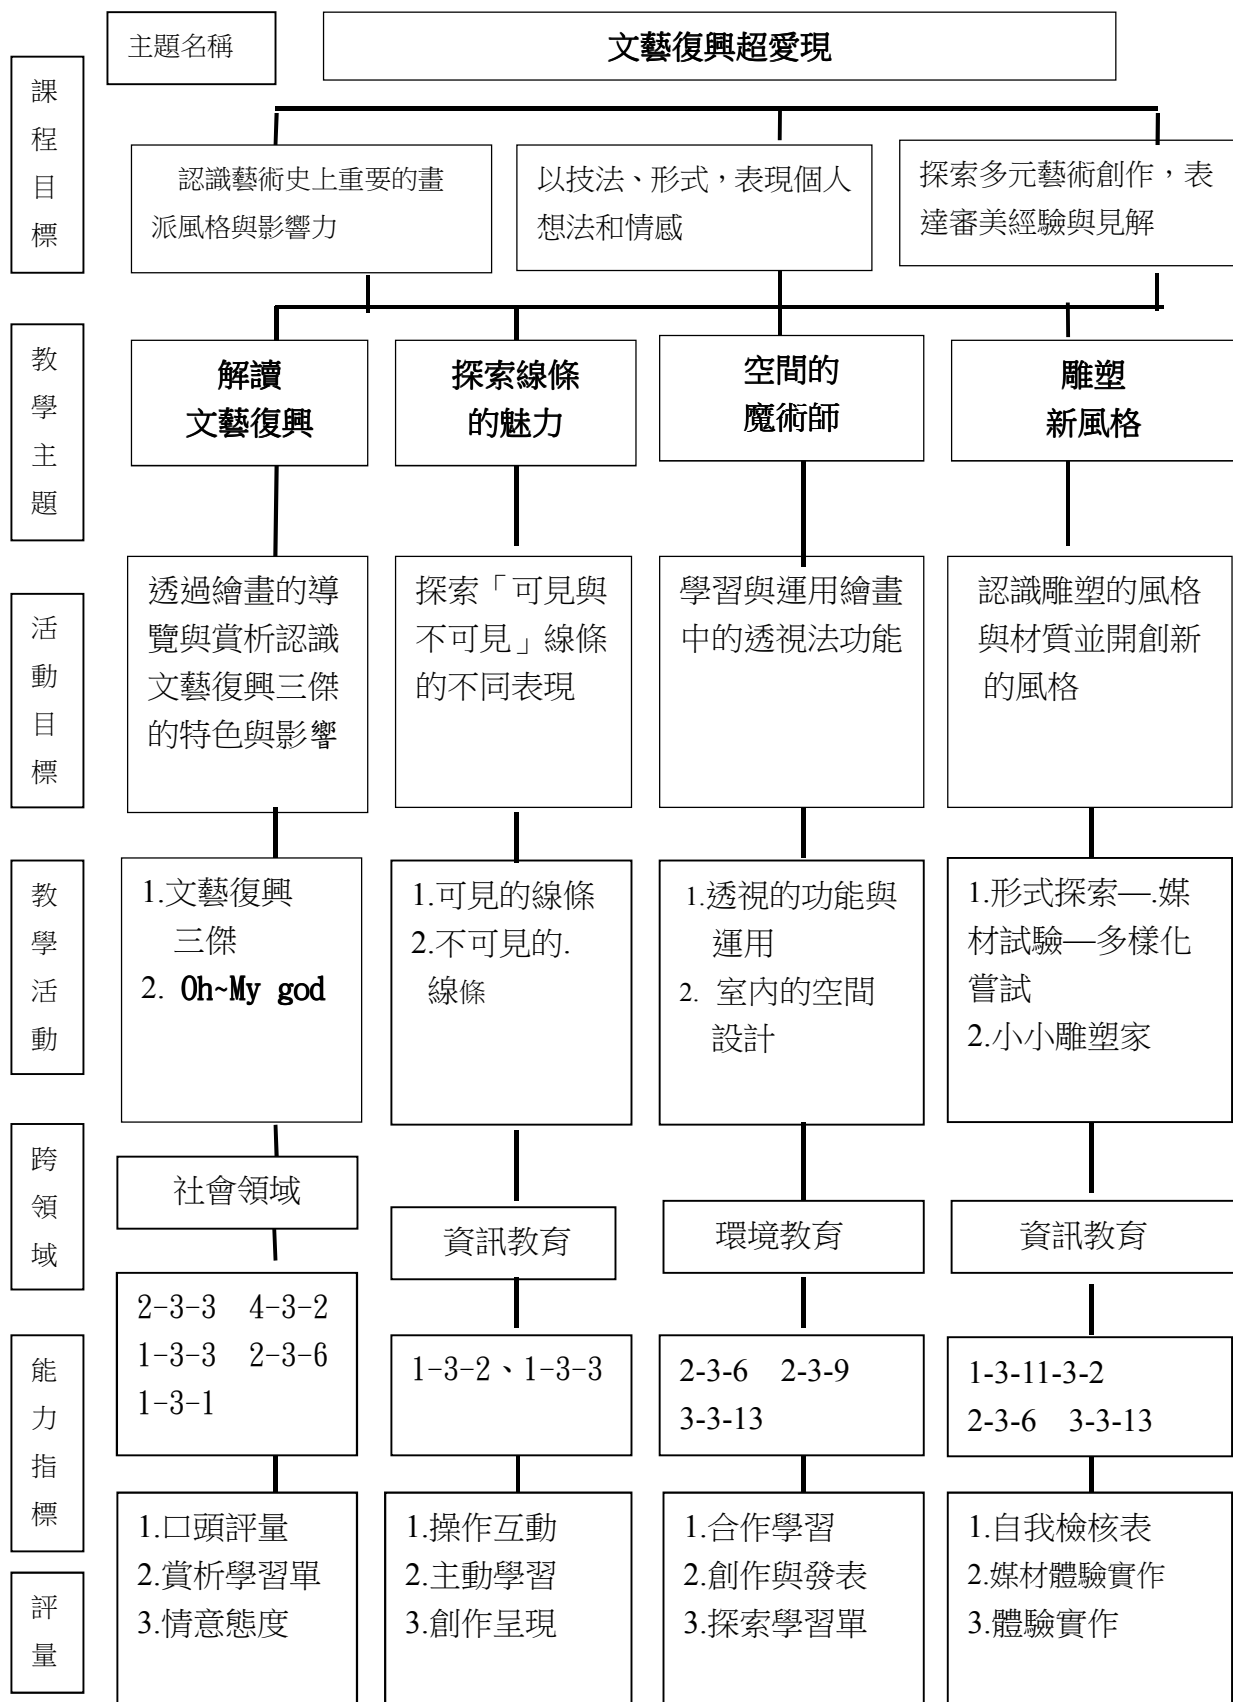 主題名稱
文藝復興超愛現
課
程
目
標
認識藝術史上重要的畫
派風格與影響力
以技法、形式，表現個人
想法和情感
探索多元藝術創作，表
達審美經驗與見解
教
學
主
題
解讀
文藝復興
探索線條
的魅力
空間的
魔術師
雕塑
新風格
活
動
目
標
透過繪畫的導
覽與賞析認識
文藝復興三傑
的特色與影響
探索「可見與
不可見」線條
的不同表現
學習與運用繪畫
中的透視法功能
認識雕塑的風格
與材質並開創新
的風格
教
學
活
動
1.文藝復興
三傑
2. Oh~My god
1.可見的線條
2.不可見的.
線條
1.透視的功能與
運用
2. 室內的空間
設計
1.形式探索—.媒
材試驗—多樣化
嘗試
2.小小雕塑家
跨
領
域
社會領域
資訊教育
環境教育
資訊教育
能
力
指
標
2-3-3 4-3-2
1-3-3 2-3-6
1-3-1
1-3-2、1-3-3
2-3-6 2-3-9
3-3-13
1-3-11-3-2
2-3-6 3-3-13
評
量
1.口頭評量
2.賞析學習單
3.情意態度
1.操作互動
2.主動學習
3.創作呈現
1.合作學習
2.創作與發表
3.探索學習單
1.自我檢核表
2.媒材體驗實作
3.體驗實作